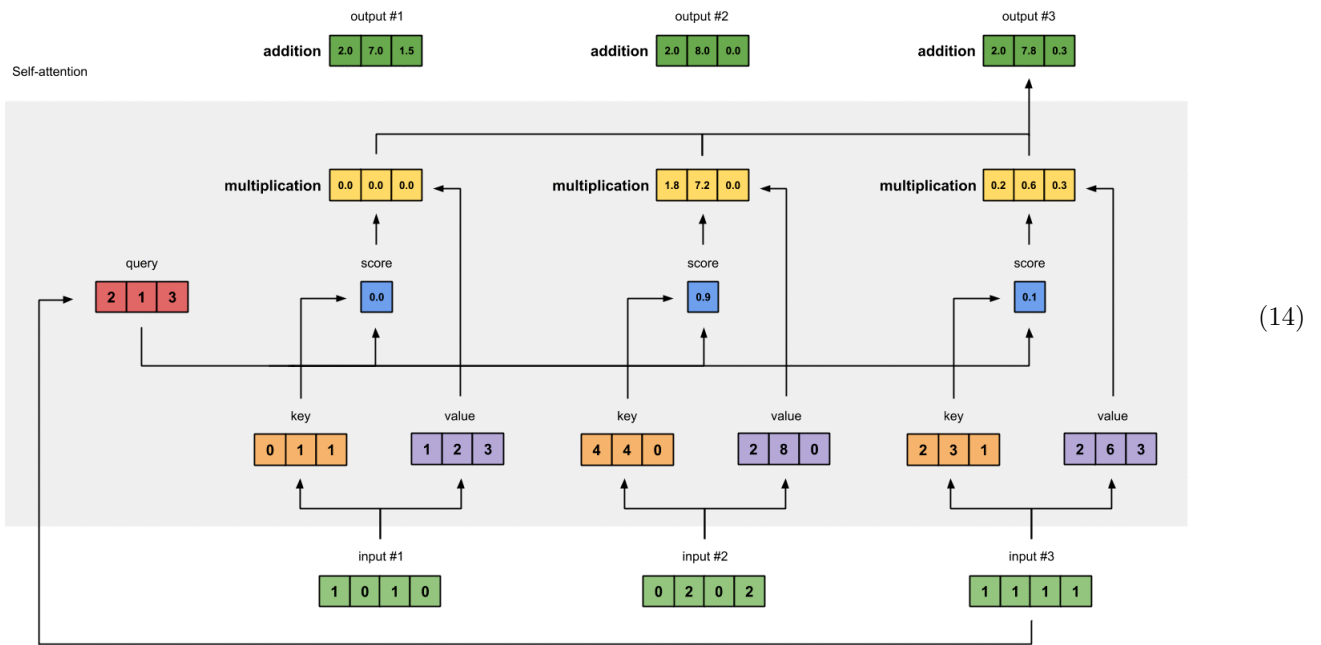 output #1 output #2 output #3
addition 2.0 7.0 1.5 addition 2.0 8.0 0.0 addition 2.0 7.8 0.3
Self-attention
multiplication 0.0 0.0 0.0 multiplication 1.8 7.2 0.0 multiplication 0.2 0.6 0.3
query score score score
2 1 3 0.0 0.9 0.1
(14)
key value key value key value
0 1 1 1 2 3 4 4 0 2 8 0 2 3 1 2 6 3
input #1 input #2 input #3
1 0 1 0 0 2 0 2 1 1 1 1